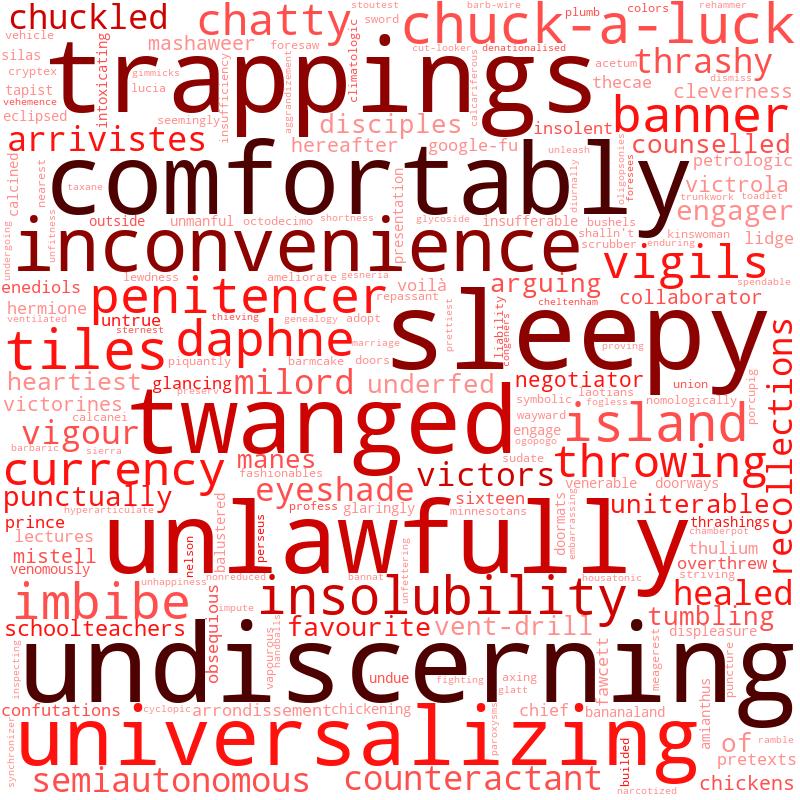 chuckled
chatty
chuck-a-luck
stoutest
sword
barb-wire
plumb
colors
rehammer
vehicle
silas
cryptex
tapist
vehemence
eclipsed
gimmicks
lucia
seemingly
intoxicating
mashaweer
foresaw
insufficiency
aggrandizement
climatologic
cut-looker
denationalised
calcariferous
trappings
acetum
thrashy
thecae
dismiss
cleverness
banner
arrivistes
disciples
hereafter
google-fu
insolent
unleash
counselled
petrologic
calcined
nearest
comfortably
taxane
diurnally
oligopsonies
foresees
victrola
trunkwork
toadlet
engager
undergoing
unfitness
outside
unmanful
octodecimo
shortness
presentation
glycoside
insufferable
bushels
shall'n't
scrubber
kinswoman
enduring
lidge
inconvenience
vigils
spendable
enediols
lewdness
ameliorate
gesneria
voilà
arguing
collaborator
hermione
ventilated
penitencer
repassant
cheltenham
untrue
thieving
genealogy
adopt
sternest
marriage
prettiest
liability
congeners
sleepy
proving
tiles
daphne
piquantly
barmcake
doors
heartiest
glancing
preserv
milord
underfed
negotiator
laotians
fogless
union
homologically
porcupig
recollections
victorines
calcanei
vigour
barbaric
sierra
twanged
symbolic
wayward
engage
ogopogo
island
currency
manes
fashionables
sudate
throwing
victors
venerable
doorways
punctually
hyperarticulate
eyeshade
profess
glaringly
sixteen
minnesotans
uniterable
prince
lectures
mistell
venomously
balustered
perseus
nelson
unlawfully
doormats
embarrassing
thrashings
chamberpot
thulium
overthrew
striving
unhappiness
nonreduced
bannat
unfettering
housatonic
imbibe
obsequious
impute
insolubility
healed
tumbling
schoolteachers
favourite
vent-drill
displeasure
inspecting
vapourous
handballs
undiscerning
undue
fighting
axing
glatt
fawcett
meagerest
puncture
confutations
cyclopic
arrondissement
chickening
chief
bananaland
amianthus
synchronizer
universalizing
paroxysms
builded
of
ramble
pretexts
semiautonomous
counteractant
narcotized
chickens